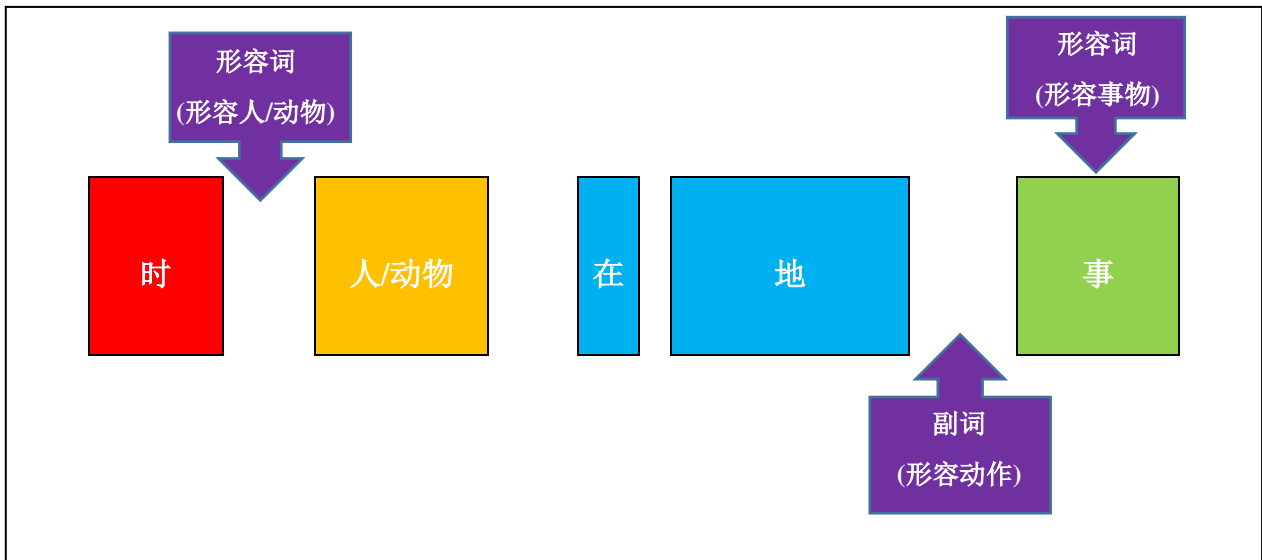 形容词
(形容人/动物)
形容词
(形容事物)
时
人/动物
在
地
事
副词
(形容动作)